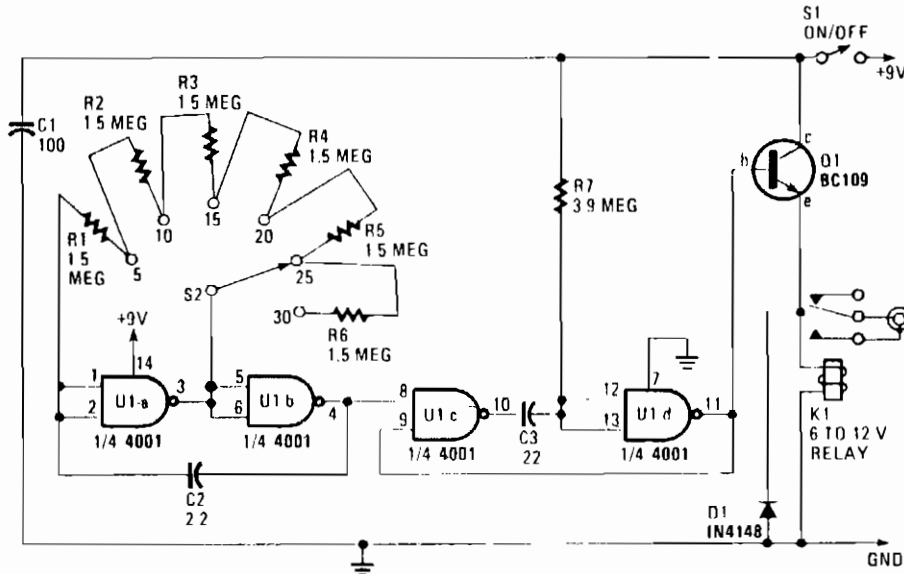 S1
ON/OFF
+9V
C1
100
R2
1.5 MEG
R3
1.5 MEG
R4
1.5 MEG
R1
1.5
MEG
5
10
15
20
25
30
R5
1.5 MEG
R6
1.5 MEG
R7
3.9 MEG
S2
b
c
e
Q1
BC109
+9V
14
1
2
U1-a
3
1/4 4001
5
6
U1 b
4
1/4 4001
8
9
U1 c
10
1/4 4001
C3
22
12
13
7
U1 d
11
1/4 4001
C2
2.2
K1
6 TO 12 V
RELAY
D1
IN4148
GND